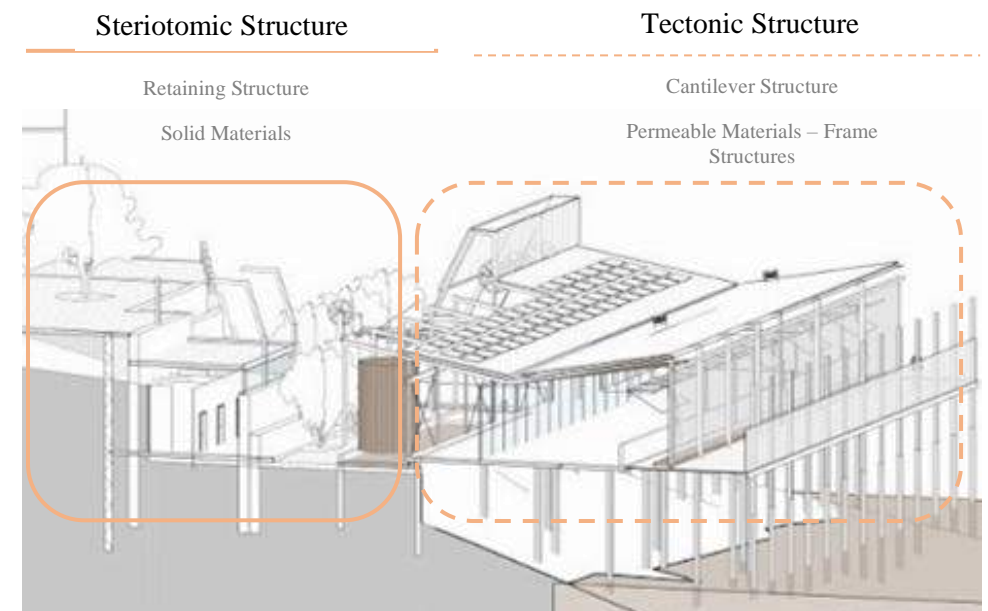 Steriotomic Structure
Tectonic Structure
Retaining Structure
Cantilever Structure
Solid Materials
Permeable Materials – Frame
Structures